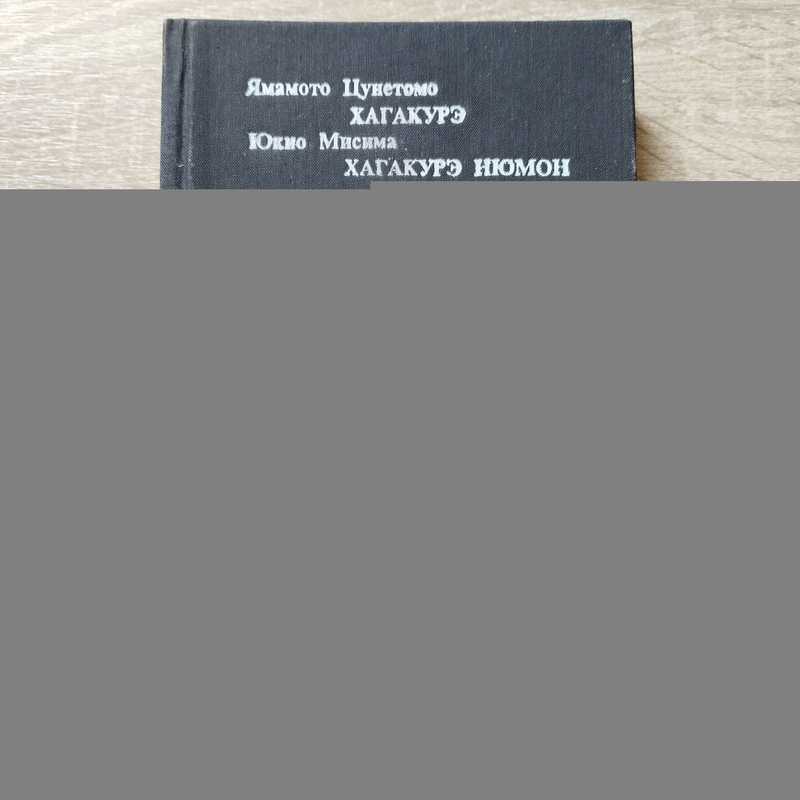 Ямамото Цунетомо
ХАГАКУРЭ
Юкио Мисима
ХАГАКУРЭ НЮМОН